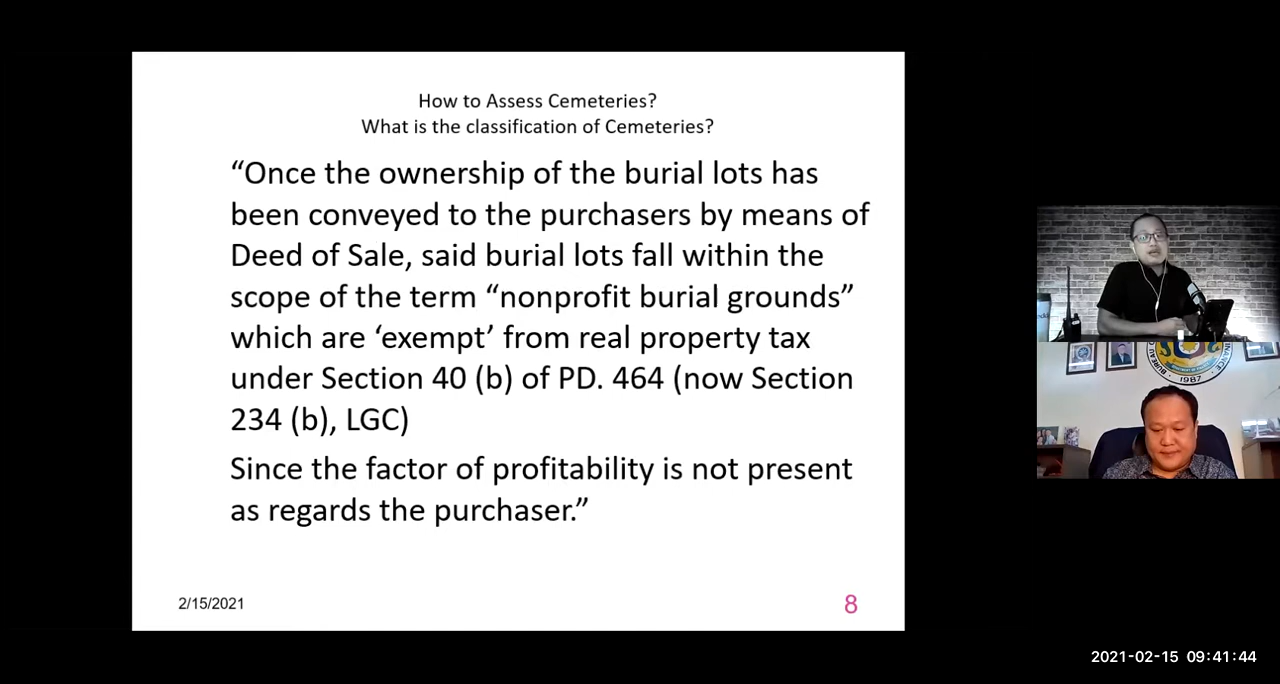 How to Assess Cemeteries?
What is the classification of Cemeteries?
“Once the ownership of the burial lots has
been conveyed to the purchasers by means of
Deed of Sale, said burial lots fall within the
scope of the term “nonprofit burial grounds”
which are ‘exempt’ from real property tax
under Section 40 (b) of PD. 464 (now Section
234 (b), LGC)
Since the factor of profitability is not present
as regards the purchaser.”
2/15/2021
8
BUREAU
FINANCE
1987
2021-02-15 09:41:44